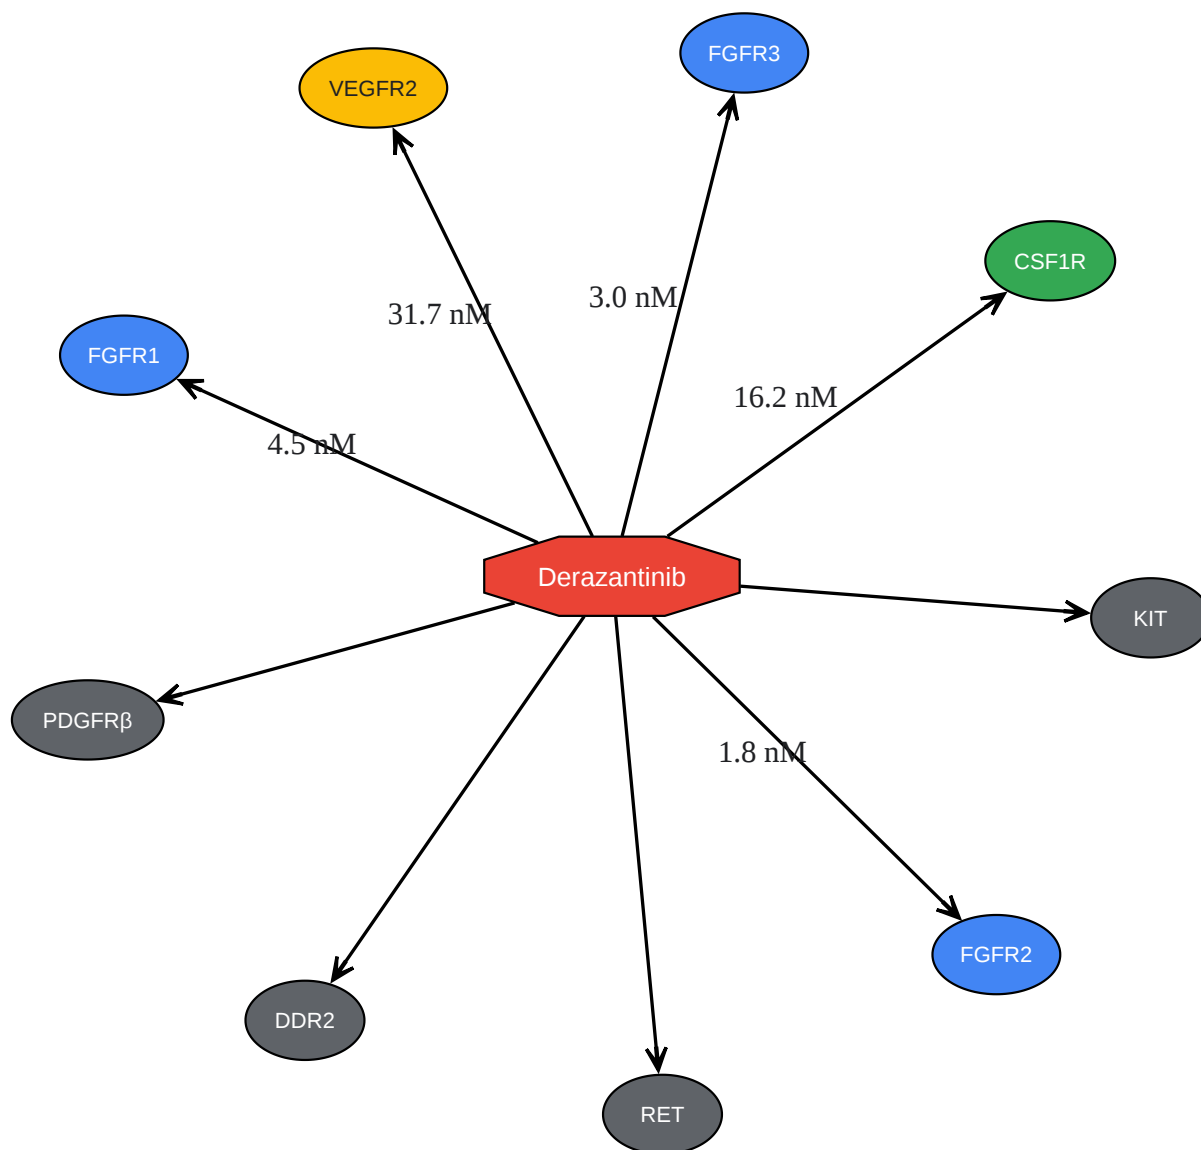 FGFR3
VEGFR2
CSF1R
3.0 nM
31.7 nM
FGFR1
16.2 nM
4.5 nM
Derazantinib
KIT
PDGFRβ
1.8 nM
FGFR2
DDR2
RET